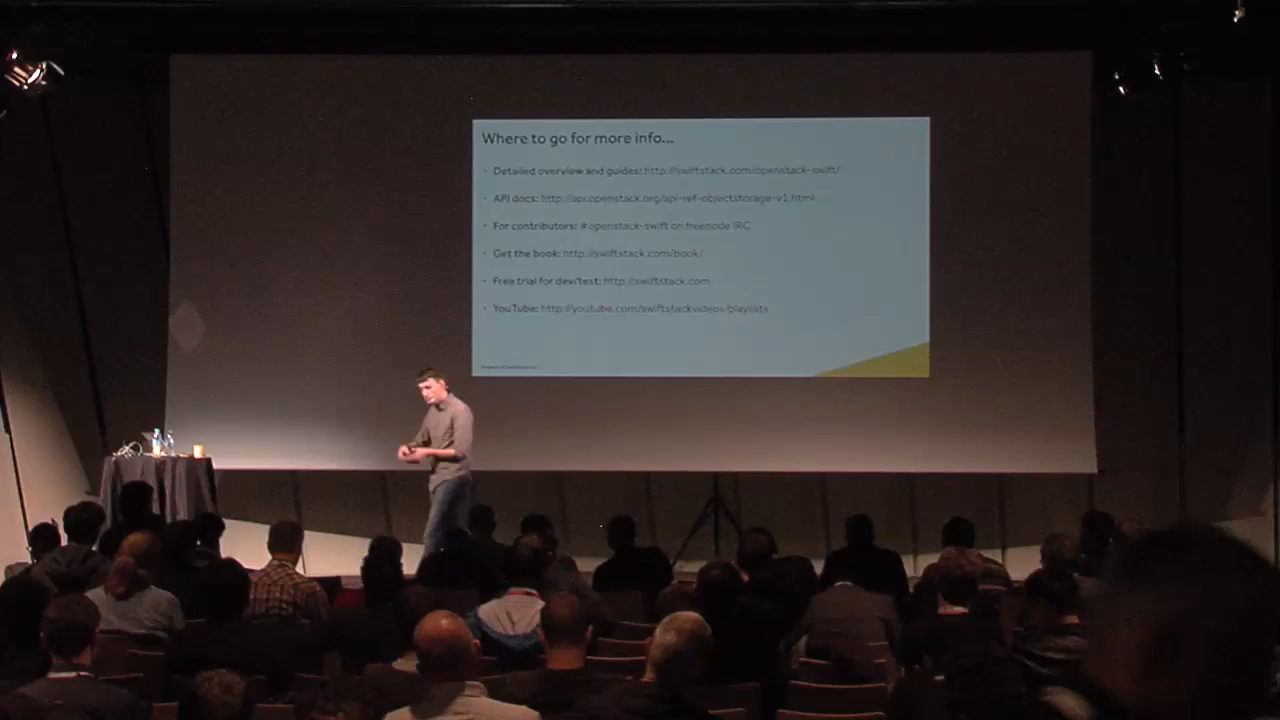 Where to go for more info...
· Detailed overview and guides: http://swiftstack.com/openstack-swift/
· API docs: http://api.openstack.org/api-ref-objectstorage-v1.html
· For contributors: #openstack-swift on freenode IRC
· Get the book: http://swiftstack.com/book/
· Free trial for dev/test: http://swiftstack.com
· YouTube: http://youtube.com/swiftstackvideos/playlists